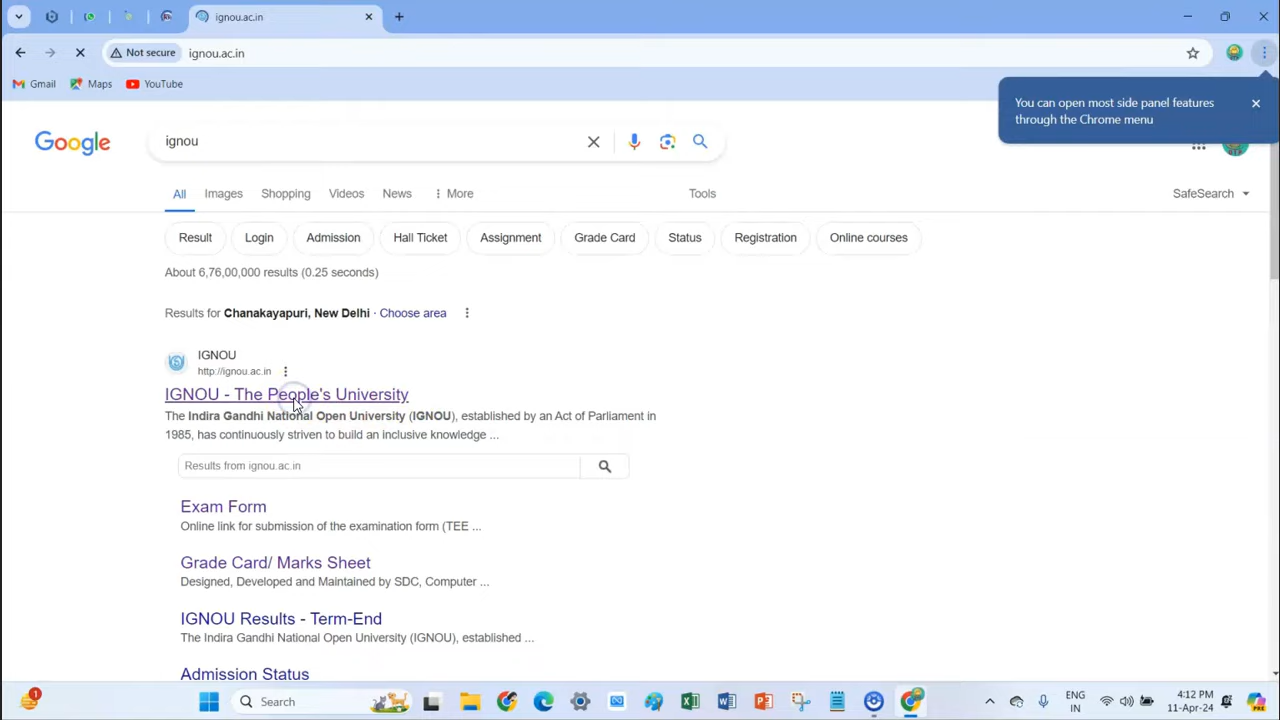 ignou.ac.in
Not secure
ignou.ac.in
Gmail
Maps
YouTube
You can open most side panel features
through the Chrome menu
Google
ignou
All
Images
Shopping
Videos
News
More
Tools
SafeSearch
Result
Login
Admission
Hall Ticket
Assignment
Grade Card
Status
Registration
Online courses
About 6,76,00,000 results (0.25 seconds)
Results for Chanakayapuri, New Delhi · Choose area
IGNOU
http://ignou.ac.in
IGNOU - The People's University
The Indira Gandhi National Open University (IGNOU), established by an Act of Parliament in
1985, has continuously striven to build an inclusive knowledge ...
Results from ignou.ac.in
Exam Form
Online link for submission of the examination form (TEE ...
Grade Card/ Marks Sheet
Designed, Developed and Maintained by SDC, Computer ...
IGNOU Results - Term-End
The Indira Gandhi National Open University (IGNOU), established ...
Admission Status
1
Search
ENG
IN
4:12 PM
11-Apr-24
PRE